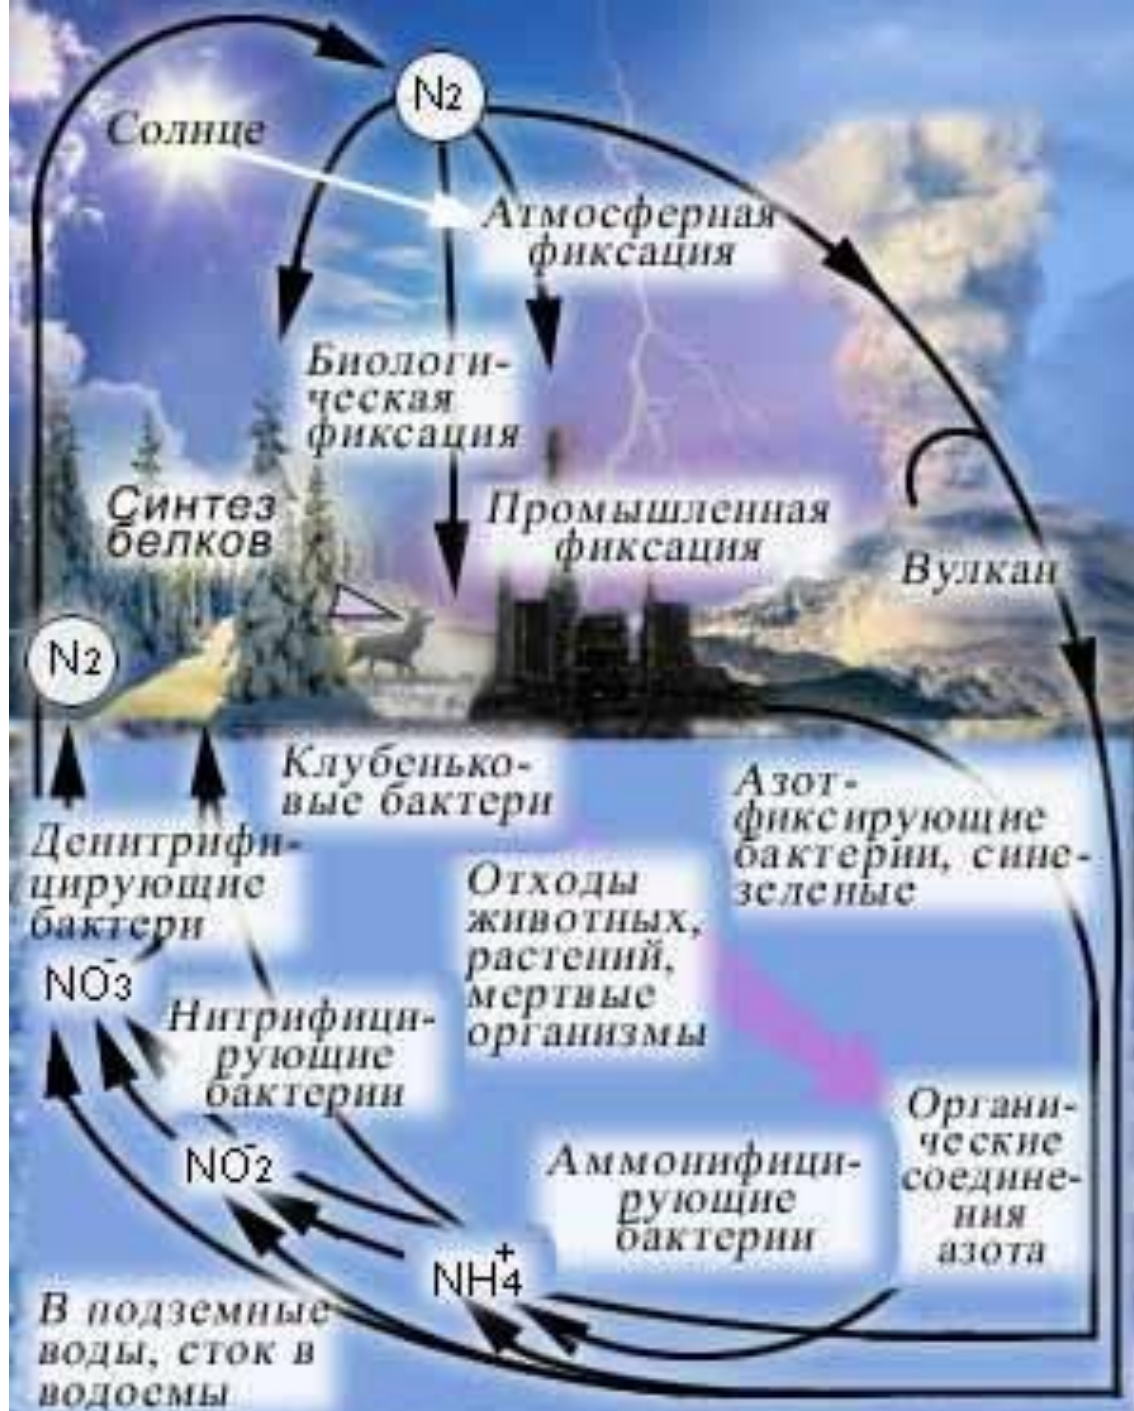 N2
Солнце
Атмосферная
фиксация
Биологи-
ческая
фиксация
Синтез
белков
Промышленная
фиксация
Вулкан
N2
Клубенько-
вые бактери
Азот-
фиксирующие
бактерии, сине-
зеленые
Денитрифи-
цирующие
бактери
Отходы
животных,
растений,
мертвые
организмы
NO3-
Нитрифици-
рующие
бактерии
Органи-
ческие
соедине-
ния
азота
NO2-
Аммонифици-
рующие
бактерии
NH4+
В подземные
воды, сток в
водоемы